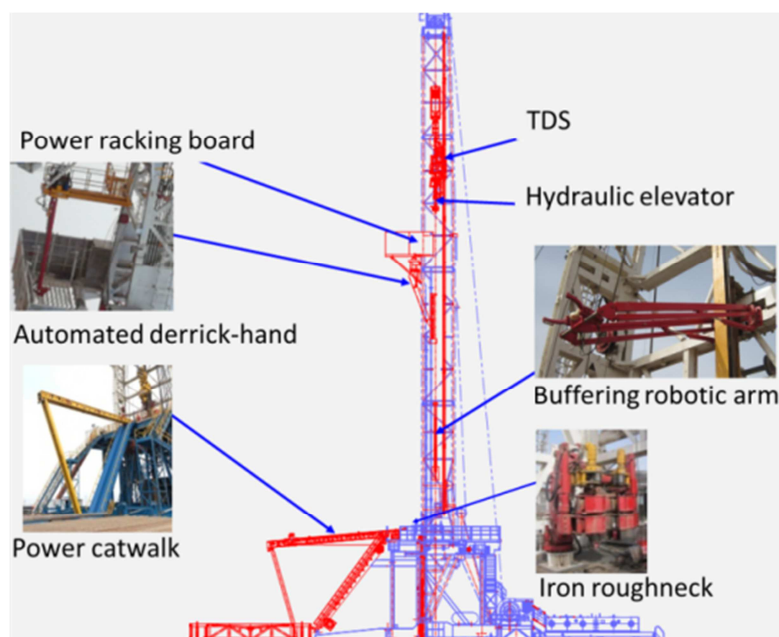 Power racking board
TDS
Hydraulic elevator
Automated derrick-hand
Buffering robotic arm
Power catwalk
Iron roughneck